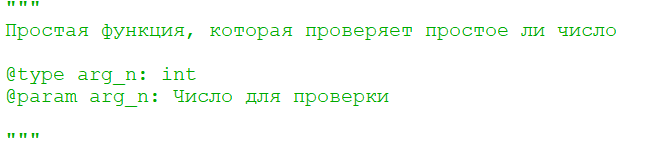 """
Простая функция, которая проверяет простое ли число
@type arg_n: int
@param arg_n: Число для проверки
"""